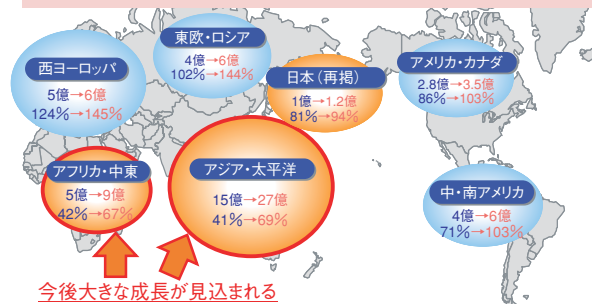 東欧・ロシア
4億→6億
102%→144%
西ヨーロッパ
5億→6億
124%→145%
日本（再掲）
1億→1.2億
81%→94%
アメリカ・カナダ
2.8億→3.5億
86%→103%
アフリカ・中東
5億→9億
42%→67%
アジア・太平洋
15億→27億
41%→69%
中・南アメリカ
4億→6億
71%→103%
今後大きな成長が見込まれる